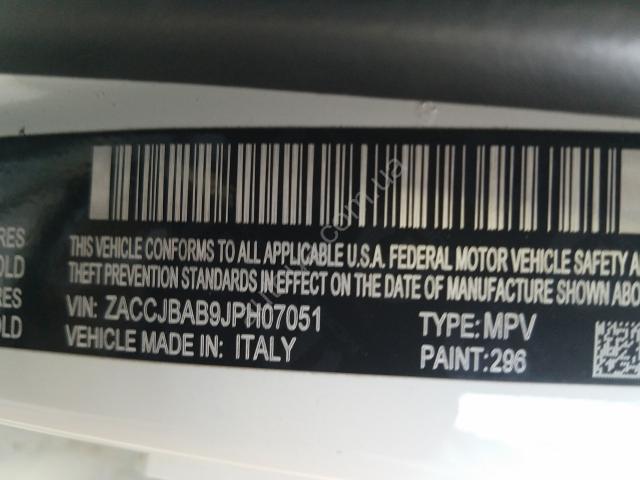 RES
OLD
RES
OLD
THIS VEHICLE CONFORMS TO ALL APPLICABLE U.S.A. FEDERAL MOTOR VEHICLE SAFETY
THEFT PREVENTION STANDARDS IN EFFECT ON THE DATE OF MANUFACTURE SHOWN ABO
VIN: ZACCJBAB9JPH07051 TYPE: MPV
VEHICLE MADE IN: ITALY PAINT: 296